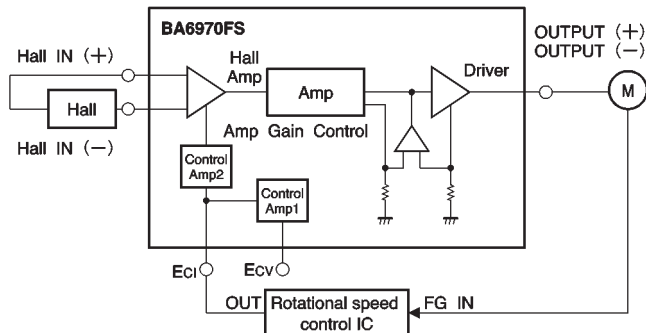 BA6970FS
OUTPUT (+)
OUTPUT (−)
Hall IN (+)
Hall
Amp
Driver
Amp
M
Hall
Amp Gain Control
Hall IN (−)
Control
Amp2
Control
Amp1
ECI
ECV
OUT
Rotational speed
control IC
FG IN